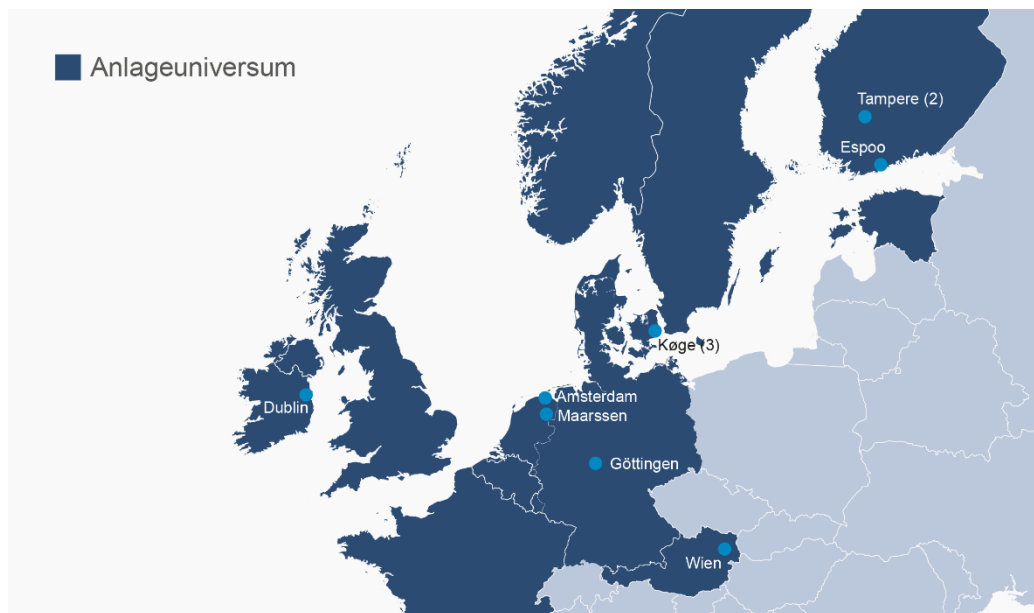 Anlageuniversum
Tampere (2)
Espoo
Køge (3)
Amsterdam
Dublin
Maarssen
Göttingen
Wien